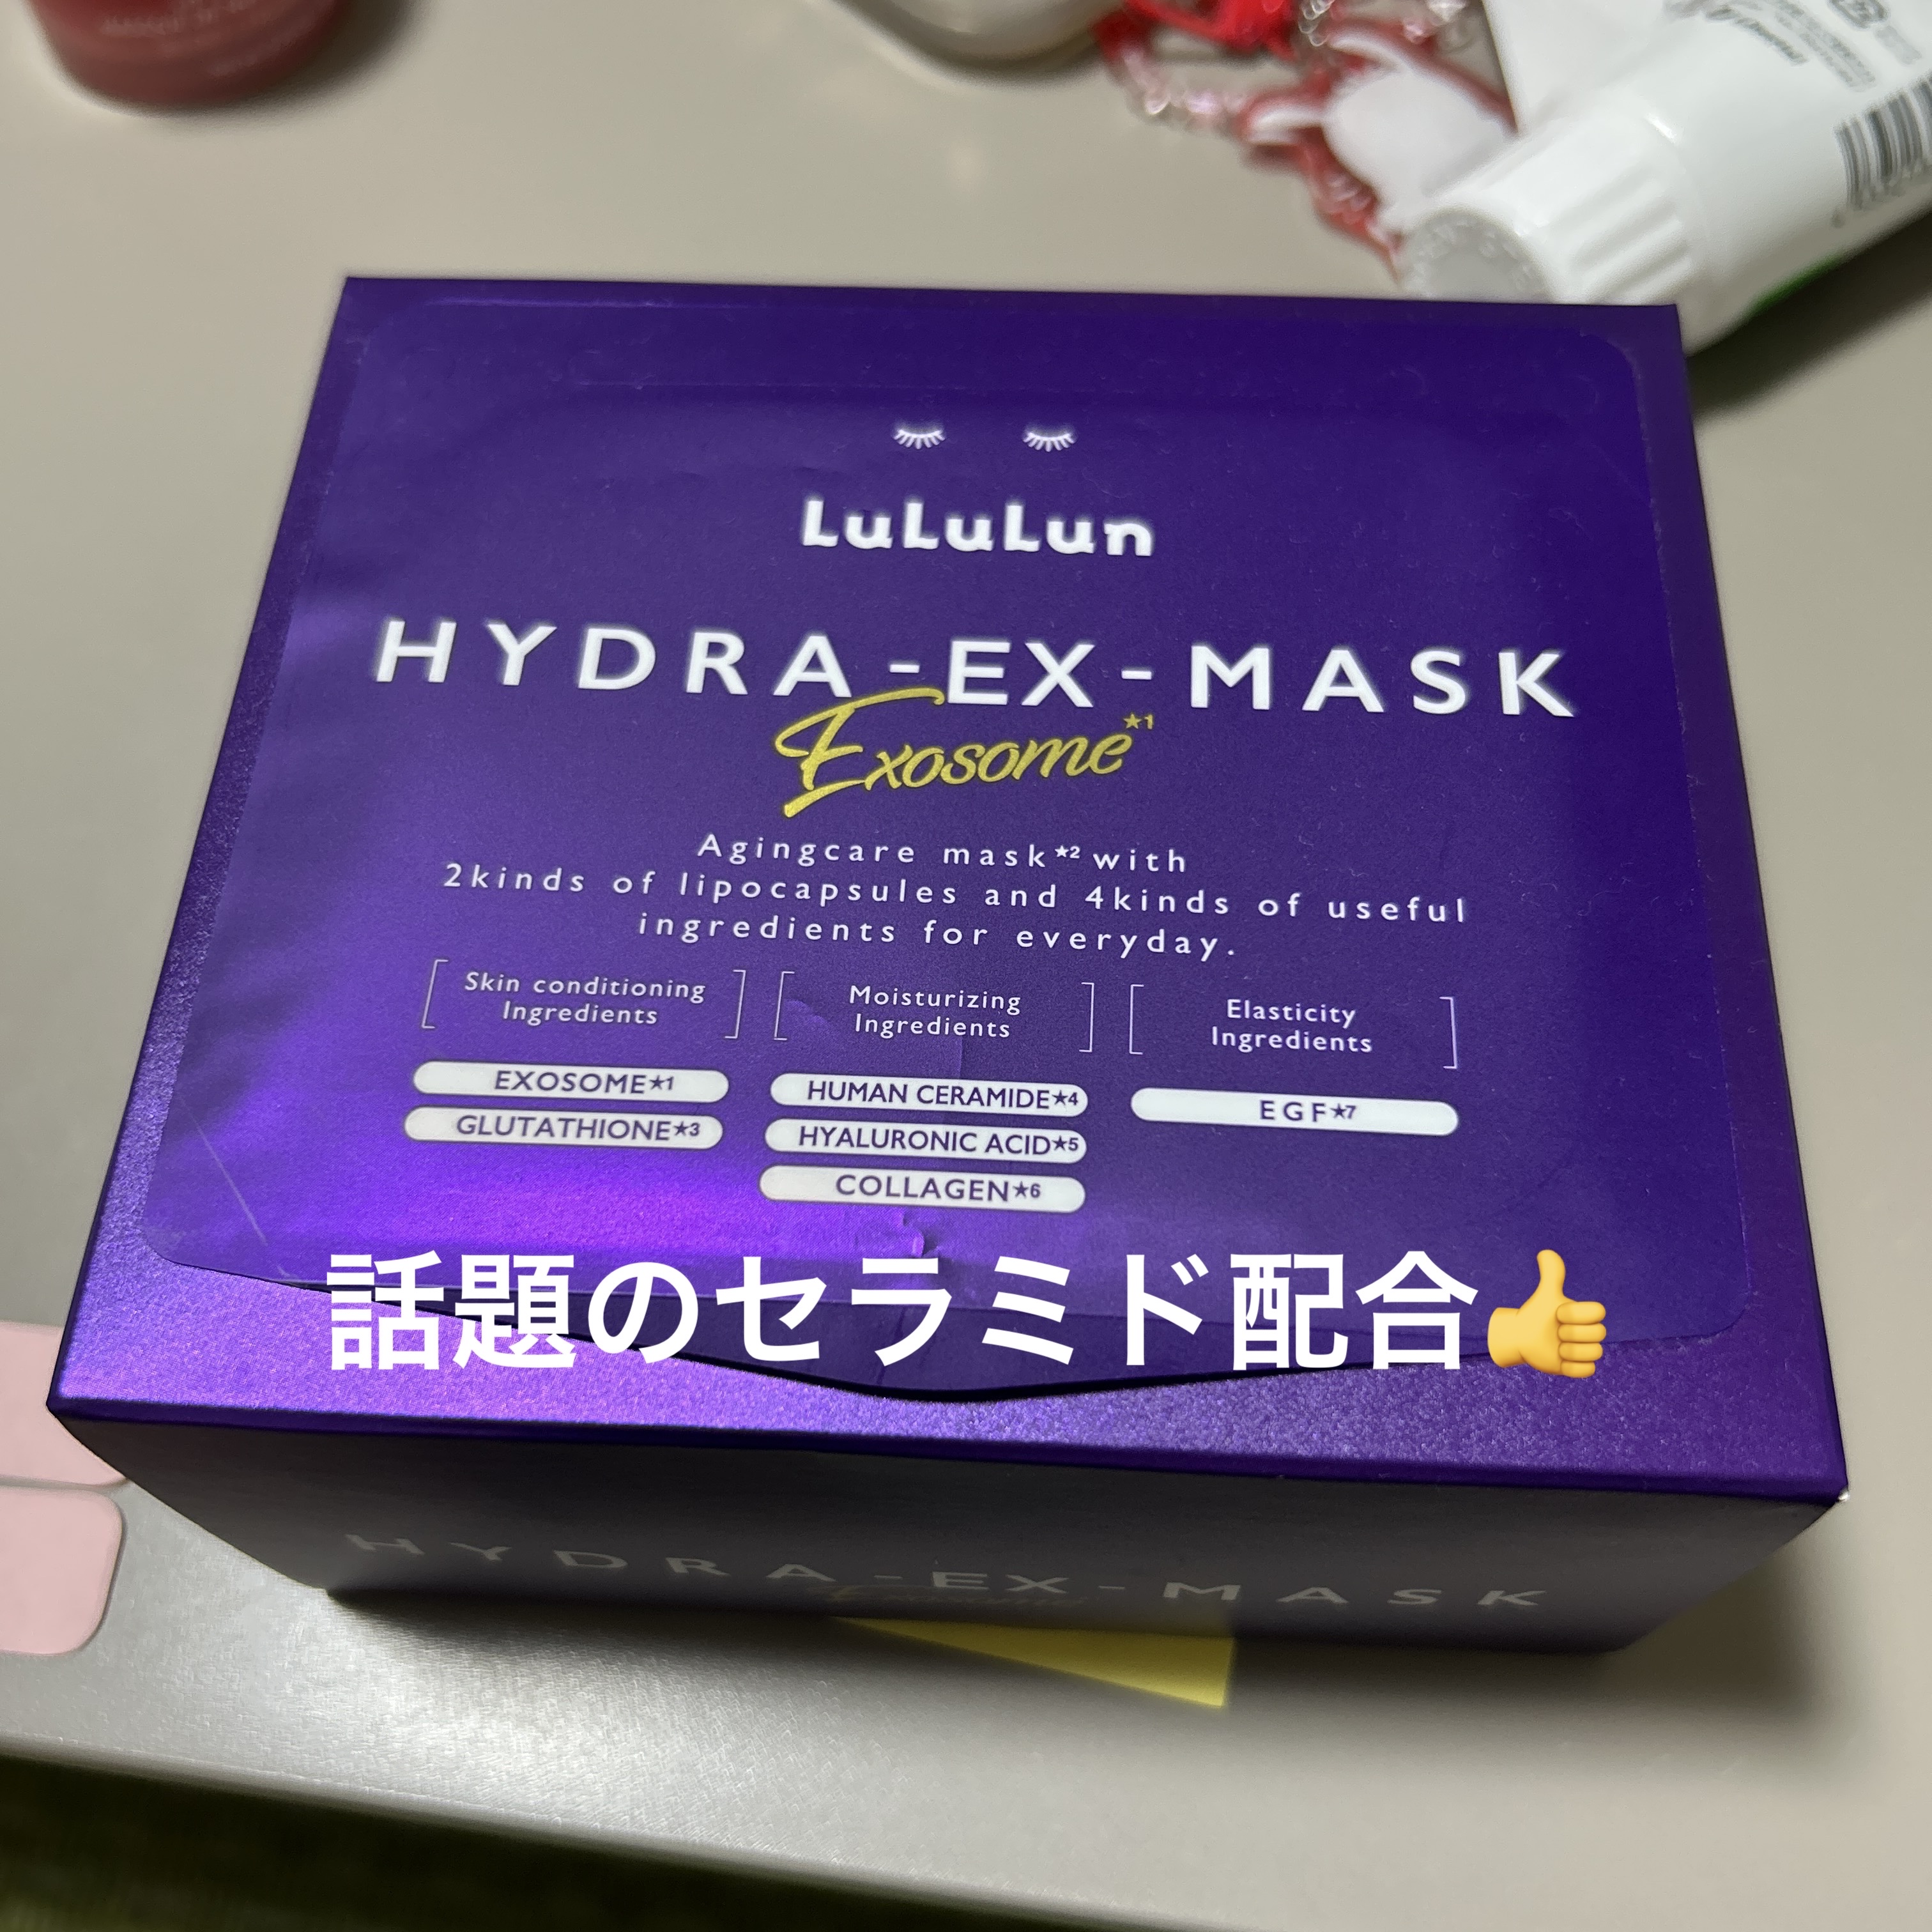 LuLuLun
HYDRA-EX-MASK
Exosome★1
Agingcare mask★2 with
2kinds of lipocapsules and 4kinds of useful
ingredients for everyday.
Skin conditioning
Ingredients
EXOSOME★1
GLUTATHIONE★3
Moisturizing
Ingredients
HUMAN CERAMIDE★4
HYALURONIC ACID★5
COLLAGEN★6
Elasticity
Ingredients
EGF★7
話題のセラミド配合👍
HYDRA-EX-MASK
Exosome